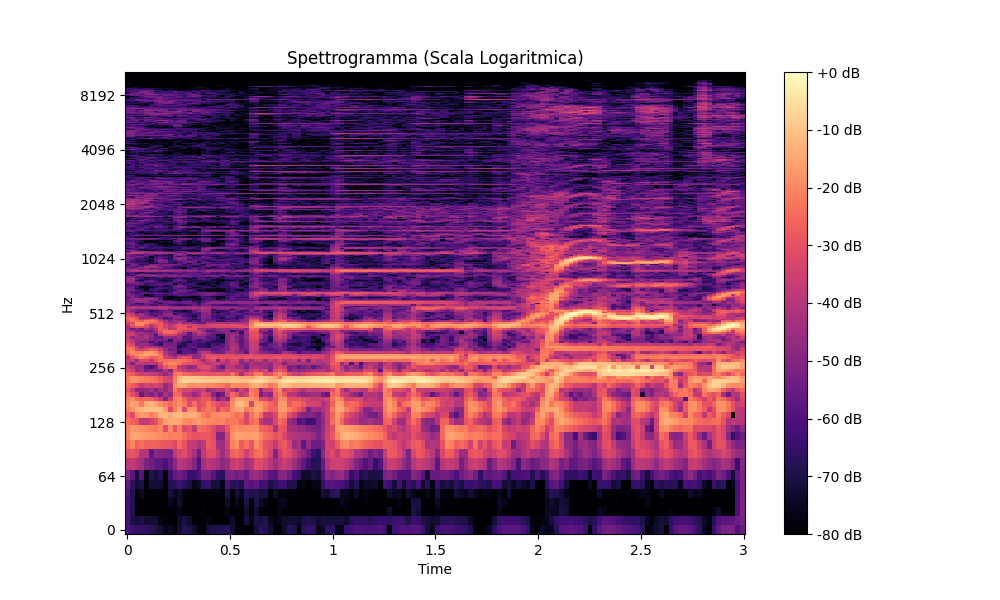 Spettrogramma (Scala Logaritmica)
Hz
8192
4096
2048
1024
512
256
128
64
0
0
0.5
1
1.5
2
2.5
3
Time
+0 dB
-10 dB
-20 dB
-30 dB
-40 dB
-50 dB
-60 dB
-70 dB
-80 dB